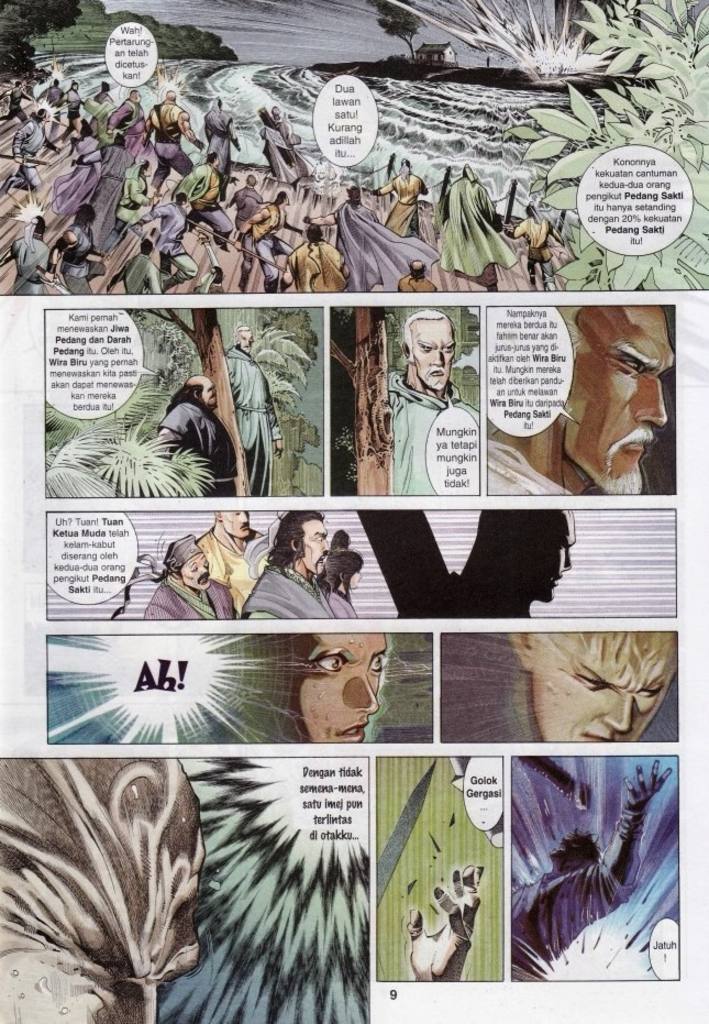 Wah!
Pertarung-
an telah
dicetus-
kan!
Dua
lawan
satu!
Kurang
adillah
itu...
Kononnya
kekuatan cantuman
kedua-dua orang
pengikut Pedang Sakti
itu setanding
dengan 20% kekuatan
Pedang Sakti
itu!
Kami pernah
menewaskan Jiwa
Pedang dan Darah
Pedang itu. Oleh itu,
Wira Biru yang pernah
menewaskan kita pasti
akan dapat menewas-
kan mereka
berdua itu!
Mungkin
ya tetapi
mungkin
juga
tidak!
Nampaknya
mereka berdua itu
fahiim benar akan
jurus-jurus yang di-
aktifkan oleh Wira Biru
itu. Mungkin mereka
telah diberikan pandu-
an untuk melawan
Wira Biru itu daripada
Pedang Sakti
itu!
Uh? Tuan! Tuan
Ketua Muda telah
kelam-kabut
diserang oleh
kedua-dua orang
pengikut Pedang
Sakti itu...
Ah!
Dengan tidak
semena-mena,
satu imej pun
terlintas
di otakku...
Golok
Gergasi
...
Jatuh
!
9